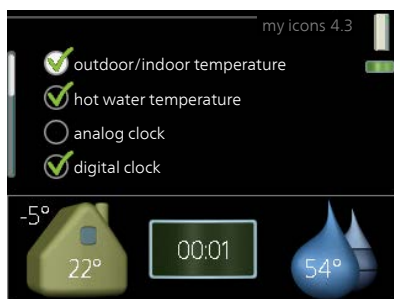 my icons 4.3
outdoor/indoor temperature
hot water temperature
analog clock
digital clock
-5°
22°
00:01
54°